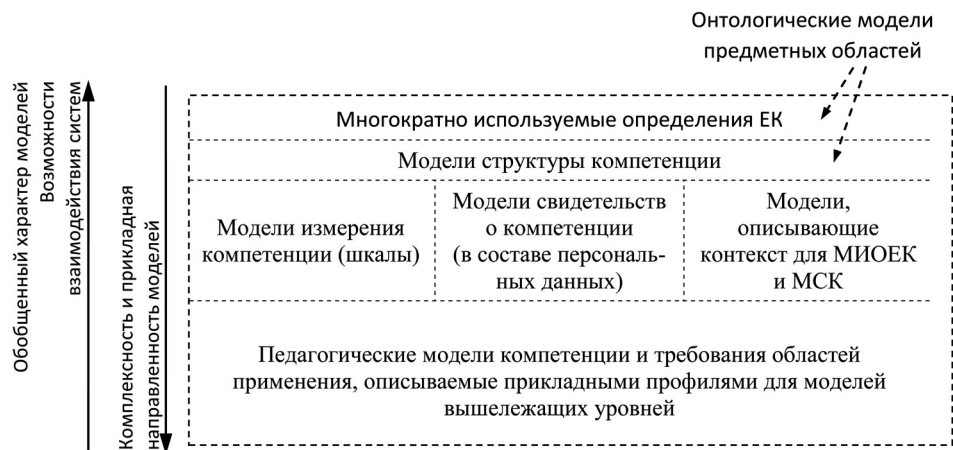 Онтологические модели
предметных областей
Обобщенный характер моделей
Возможности
взаимодействия систем
Комплексность и прикладная
направленность моделей
Многократно используемые определения ЕК
Модели структуры компетенции
Модели измерения
компетенции (шкалы)
Модели свидетельств
о компетенции
(в составе персональ-
ных данных)
Модели,
описывающие
контекст для МИОЕК
и МСК
Педагогические модели компетенции и требования областей
применения, описываемые прикладными профилями для моделей
вышележащих уровней